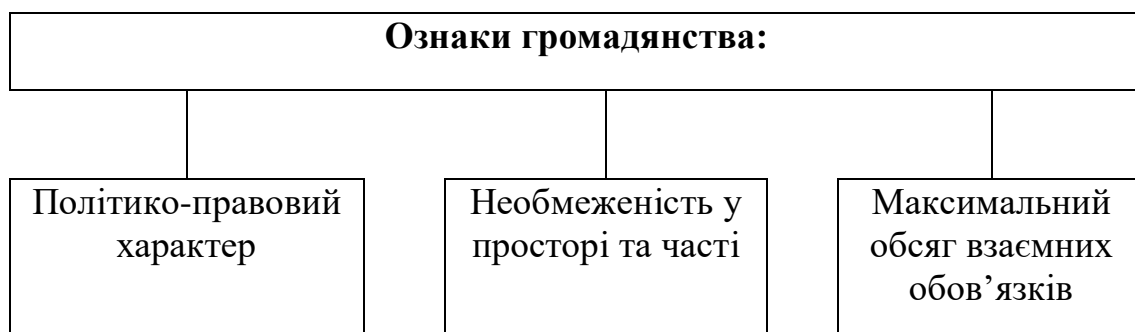 Ознаки громадянства:
Політико-правовий
характер
Необмеженість у
просторі та часті
Максимальний
обсяг взаємних
обов’язків